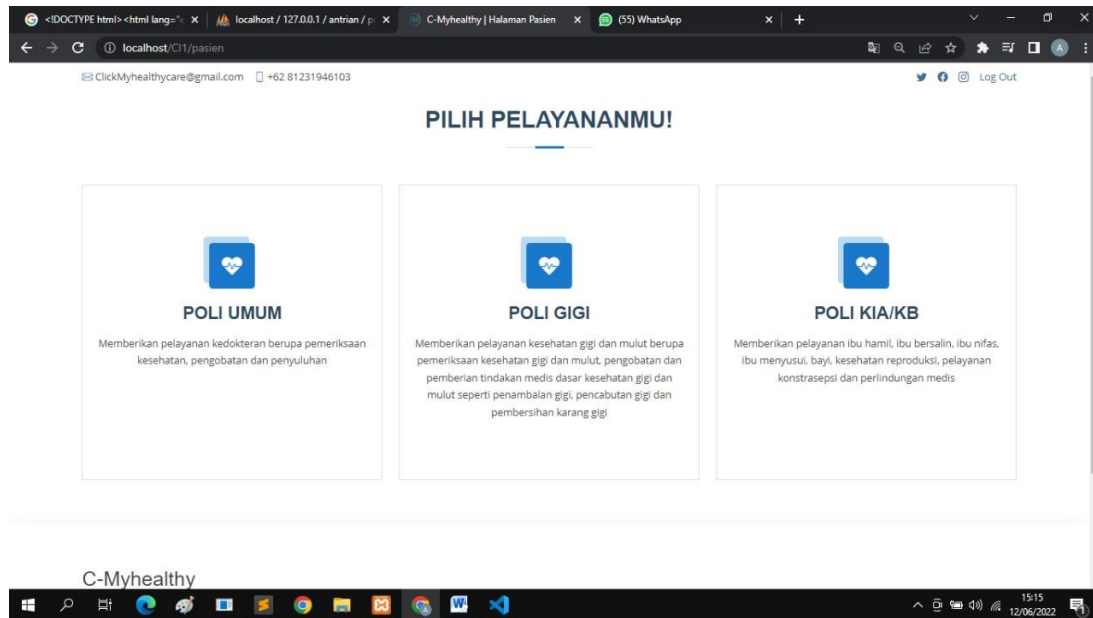 <!DOCTYPE html><html lang="e
localhost / 127.0.0.1 / antrian / p
C-Myhealthy | Halaman Pasien
(55) WhatsApp
localhost/CI1/pasien
ClickMyhealthycare@gmail.com +62 81231946103
Log Out
PILIH PELAYANANMU!
POLI UMUM
Memberikan pelayanan kedokteran berupa pemeriksaan
kesehatan, pengobatan dan penyuluhan
POLI GIGI
Memberikan pelayanan kesehatan gigi dan mulut berupa
pemeriksaan kesehatan gigi dan mulut, pengobatan dan
pemberian tindakan medis dasar kesehatan gigi dan
mulut seperti penambalan gigi, pencabutan gigi dan
pembersihan karang gigi
POLI KIA/KB
Memberikan pelayanan ibu hamil, ibu bersalin, ibu nifas,
ibu menyusui, bayi, kesehatan reproduksi, pelayanan
konstrasepsi dan perlindungan medis
C-Myhealthy
15:15
12/06/2022